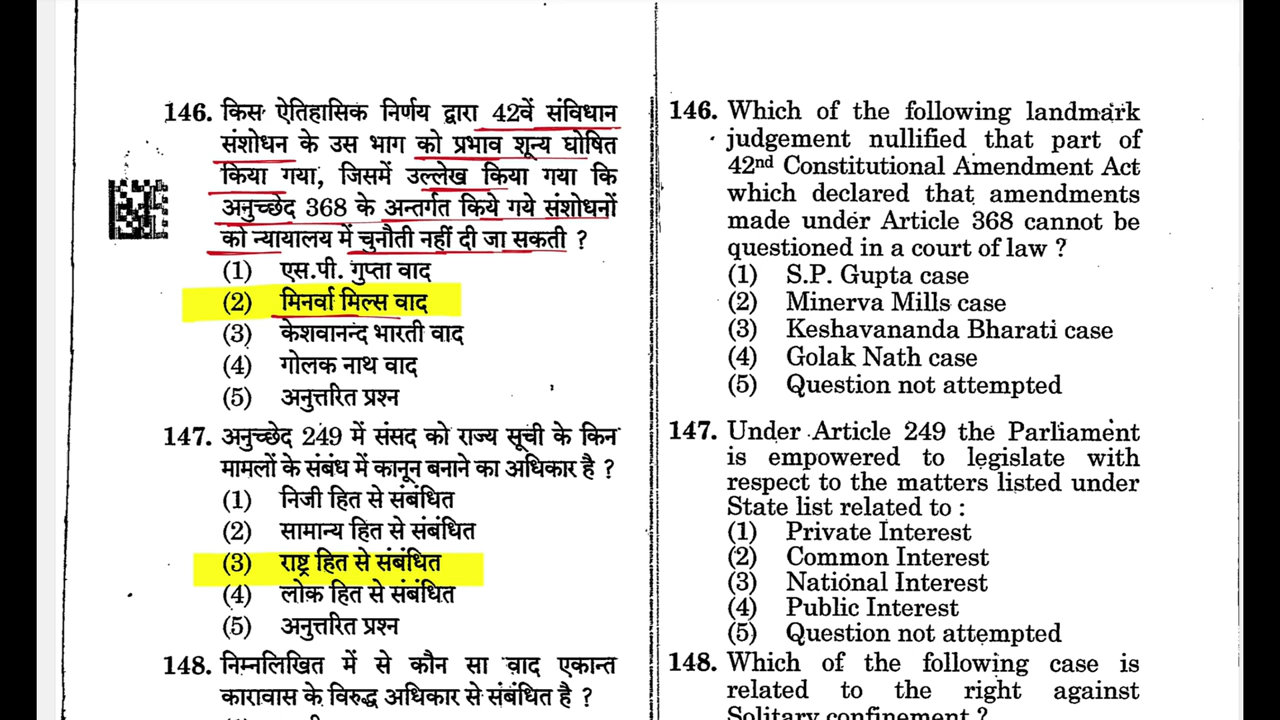 146. किस ऐतिहासिक निर्णय द्वारा 42वें संविधान
संशोधन के उस भाग को प्रभाव शून्य घोषित
किया गया, जिसमें उल्लेख किया गया कि
अनुच्छेद 368 के अन्तर्गत किये गये संशोधनों
को न्यायालय में चुनौती नहीं दी जा सकती ?
(1) एस.पी. गुप्ता वाद
(2) मिनर्वा मिल्स वाद
(3) केशवानन्द भारती वाद
(4) गोलक नाथ वाद
(5) अनुत्तरित प्रश्न
147. अनुच्छेद 249 में संसद को राज्य सूची के किन
मामलों के संबंध में कानून बनाने का अधिकार है ?
(1) निजी हित से संबंधित
(2) सामान्य हित से संबंधित
(3) राष्ट्र हित से संबंधित
(4) लोक हित से संबंधित
(5) अनुत्तरित प्रश्न
148. निम्नलिखित में से कौन सा वाद एकान्त
कारावास के विरुद्ध अधिकार से संबंधित है ?
146. Which of the following landmark
judgement nullified that part of
42nd Constitutional Amendment Act
which declared that amendments
made under Article 368 cannot be
questioned in a court of law ?
(1) S.P. Gupta case
(2) Minerva Mills case
(3) Keshavananda Bharati case
(4) Golak Nath case
(5) Question not attempted
147. Under Article 249 the Parliament
is empowered to legislate with
respect to the matters listed under
State list related to :
(1) Private Interest
(2) Common Interest
(3) National Interest
(4) Public Interest
(5) Question not attempted
148. Which of the following case is
related to the right against
Solitary confinement ?